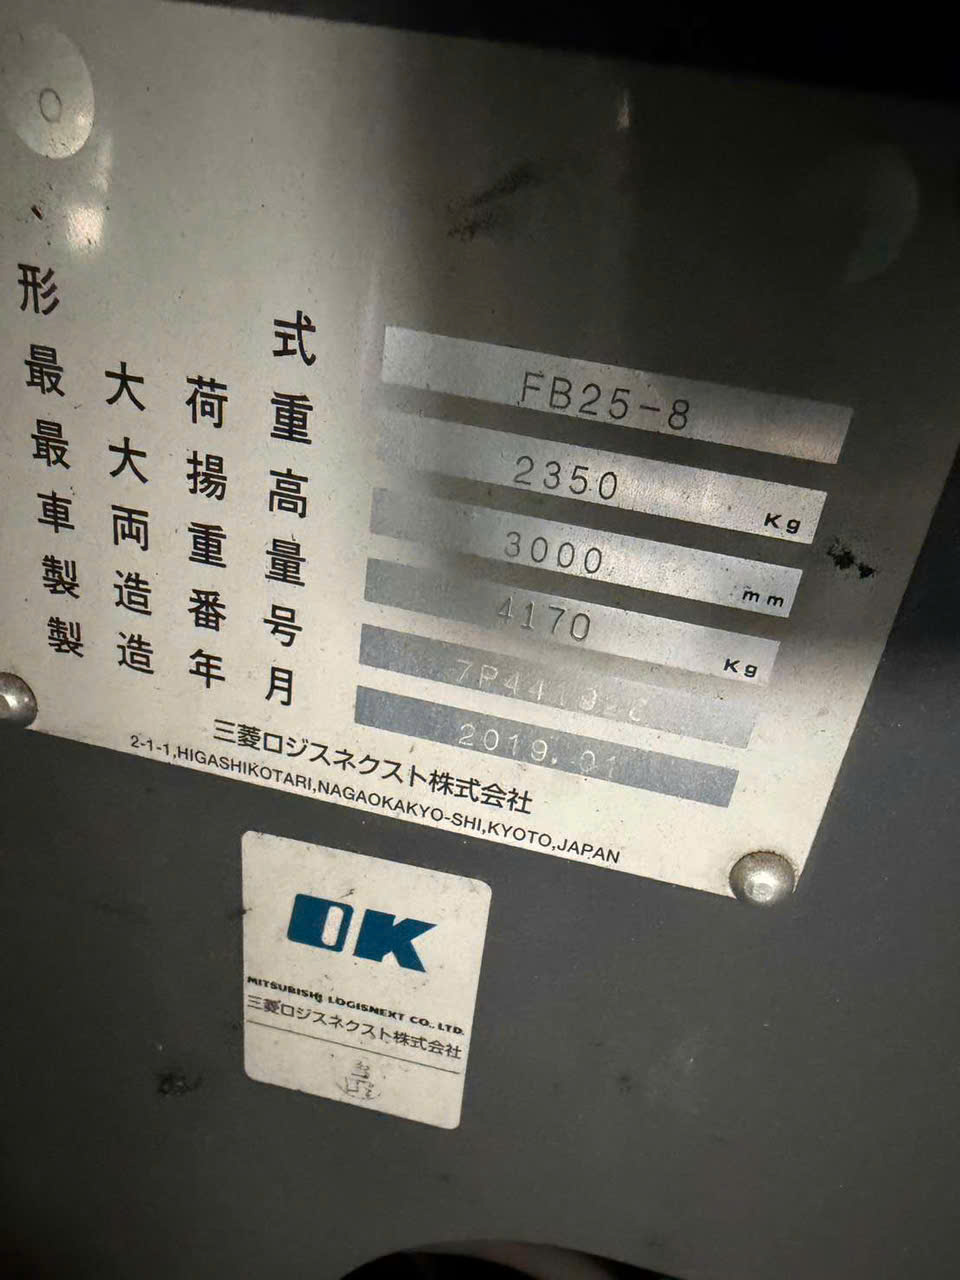 形式 FB25-8
最大荷重 2350 Kg
最大揚高 3000 mm
車両重量 4170 Kg
製造番号
製造年月 2019.01
三菱ロジスネクスト株式会社
2-1-1,HIGASHIKOTARI,NAGAOKAKYO-SHI,KYOTO,JAPAN
OK
MITSUBISHI LOGISNEXT CO., LTD.
三菱ロジスネクスト株式会社